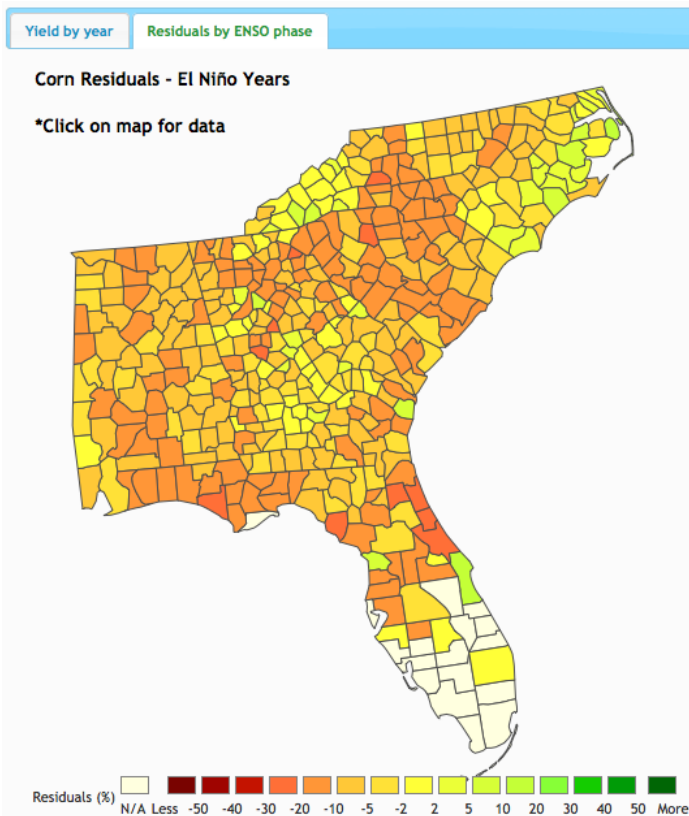 Yield by year
Residuals by ENSO phase
Corn Residuals - El Niño Years
*Click on map for data
Residuals (%)
N/A Less -50 -40 -30 -20 -10 -5 -2 2 5 10 20 30 40 50 More